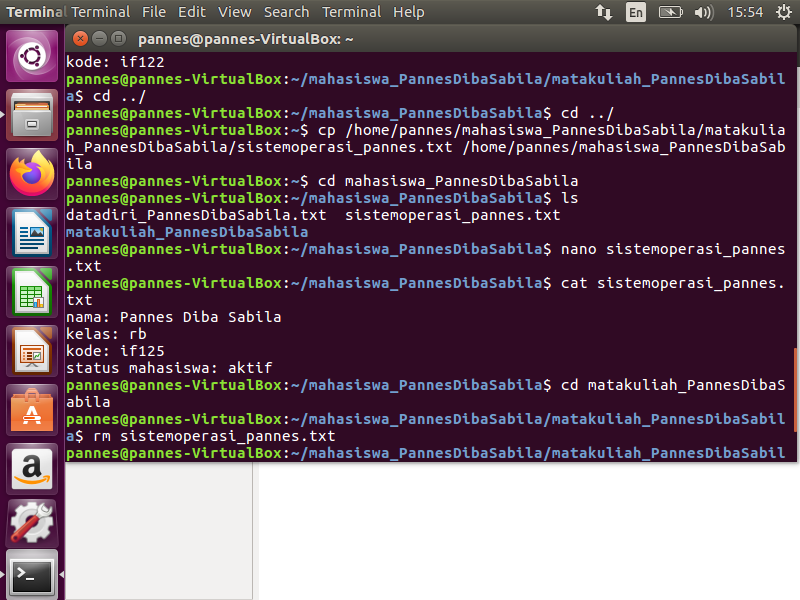 Terminal Terminal File Edit View Search Terminal Help En 15:54
pannes@pannes-VirtualBox: ~
kode: if122
pannes@pannes-VirtualBox:~/mahasiswa_PannesDibaSabila/matakuliah_PannesDibaSabil
a$ cd ../
pannes@pannes-VirtualBox:~/mahasiswa_PannesDibaSabila$ cd ../
pannes@pannes-VirtualBox:~$ cp /home/pannes/mahasiswa_PannesDibaSabila/matakulia
h_PannesDibaSabila/sistemoperasi_pannes.txt /home/pannes/mahasiswa_PannesDibaSab
ila
pannes@pannes-VirtualBox:~$ cd mahasiswa_PannesDibaSabila
pannes@pannes-VirtualBox:~/mahasiswa_PannesDibaSabila$ ls
datadiri_PannesDibaSabila.txt  sistemoperasi_pannes.txt
matakuliah_PannesDibaSabila
pannes@pannes-VirtualBox:~/mahasiswa_PannesDibaSabila$ nano sistemoperasi_pannes
.txt
pannes@pannes-VirtualBox:~/mahasiswa_PannesDibaSabila$ cat sistemoperasi_pannes.
txt
nama: Pannes Diba Sabila
kelas: rb
kode: if125
status mahasiswa: aktif
pannes@pannes-VirtualBox:~/mahasiswa_PannesDibaSabila$ cd matakuliah_PannesDibaS
abila
pannes@pannes-VirtualBox:~/mahasiswa_PannesDibaSabila/matakuliah_PannesDibaSabil
a$ rm sistemoperasi_pannes.txt
pannes@pannes-VirtualBox:~/mahasiswa_PannesDibaSabila/matakuliah_PannesDibaSabil